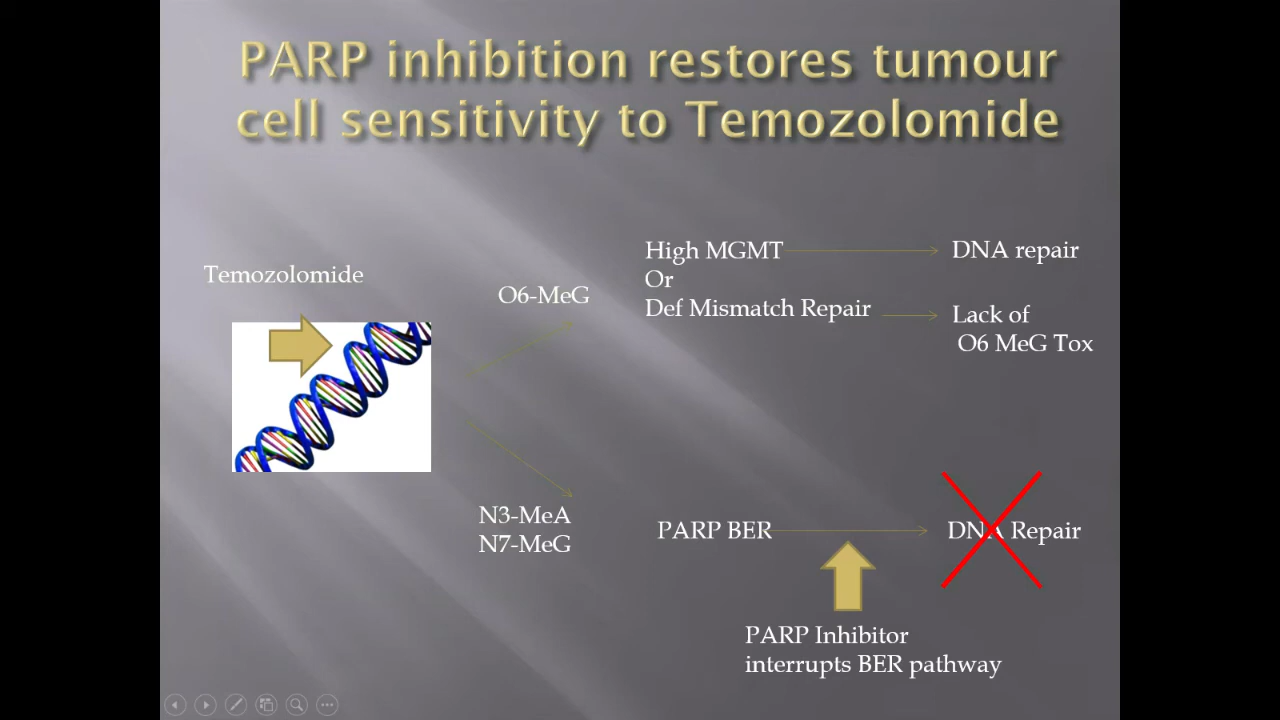 PARP inhibition restores tumour
cell sensitivity to Temozolomide
Temozolomide
O6-MeG
High MGMT
Or
Def Mismatch Repair
DNA repair
Lack of
O6 MeG Tox
N3-MeA
N7-MeG
PARP BER
DNA Repair
PARP Inhibitor
interrupts BER pathway